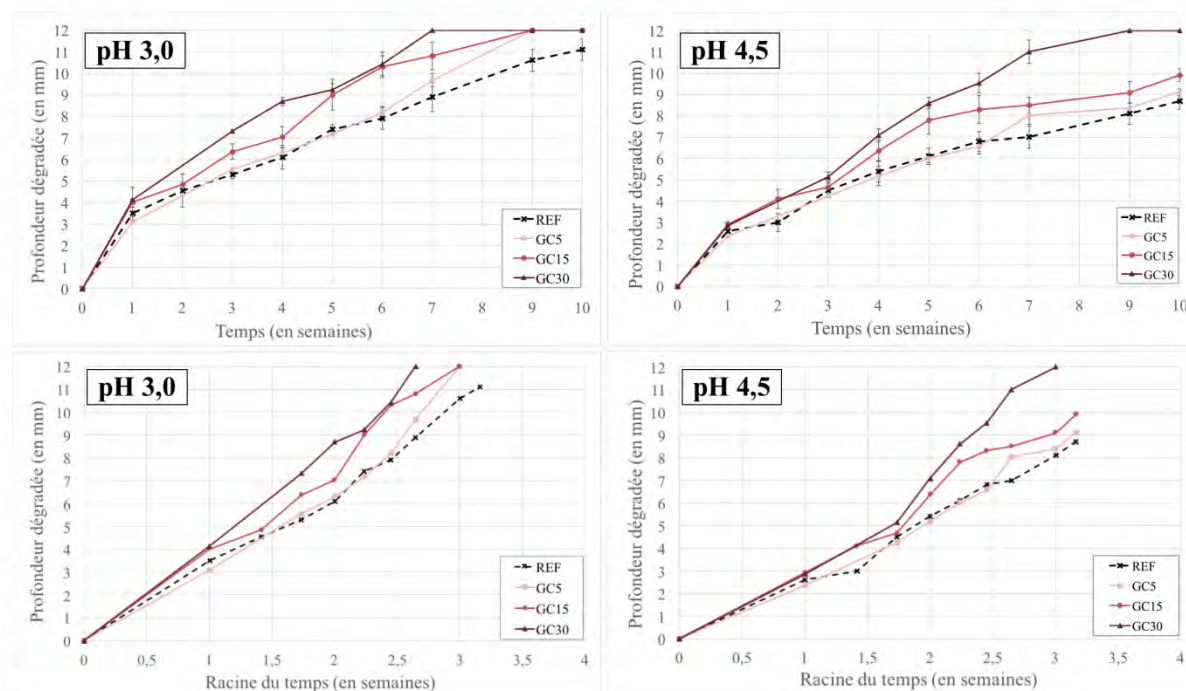 pH 3,0
Profondeur dégradée (en mm)
12
11
10
9
8
7
6
5
4
3
2
1
0
REF
GC5
GC15
GC30
0 1 2 3 4 5 6 7 8 9 10
Temps (en semaines)
pH 4,5
Profondeur dégradée (en mm)
12
11
10
9
8
7
6
5
4
3
2
1
0
REF
GC5
GC15
GC30
0 1 2 3 4 5 6 7 8 9 10
Temps (en semaines)
pH 3,0
Profondeur dégradée (en mm)
12
11
10
9
8
7
6
5
4
3
2
1
0
REF
GC5
GC15
GC30
0 0,5 1 1,5 2 2,5 3 3,5 4
Racine du temps (en semaines)
pH 4,5
Profondeur dégradée (en mm)
12
11
10
9
8
7
6
5
4
3
2
1
0
REF
GC5
GC15
GC30
0 0,5 1 1,5 2 2,5 3 3,5 4
Racine du temps (en semaines)